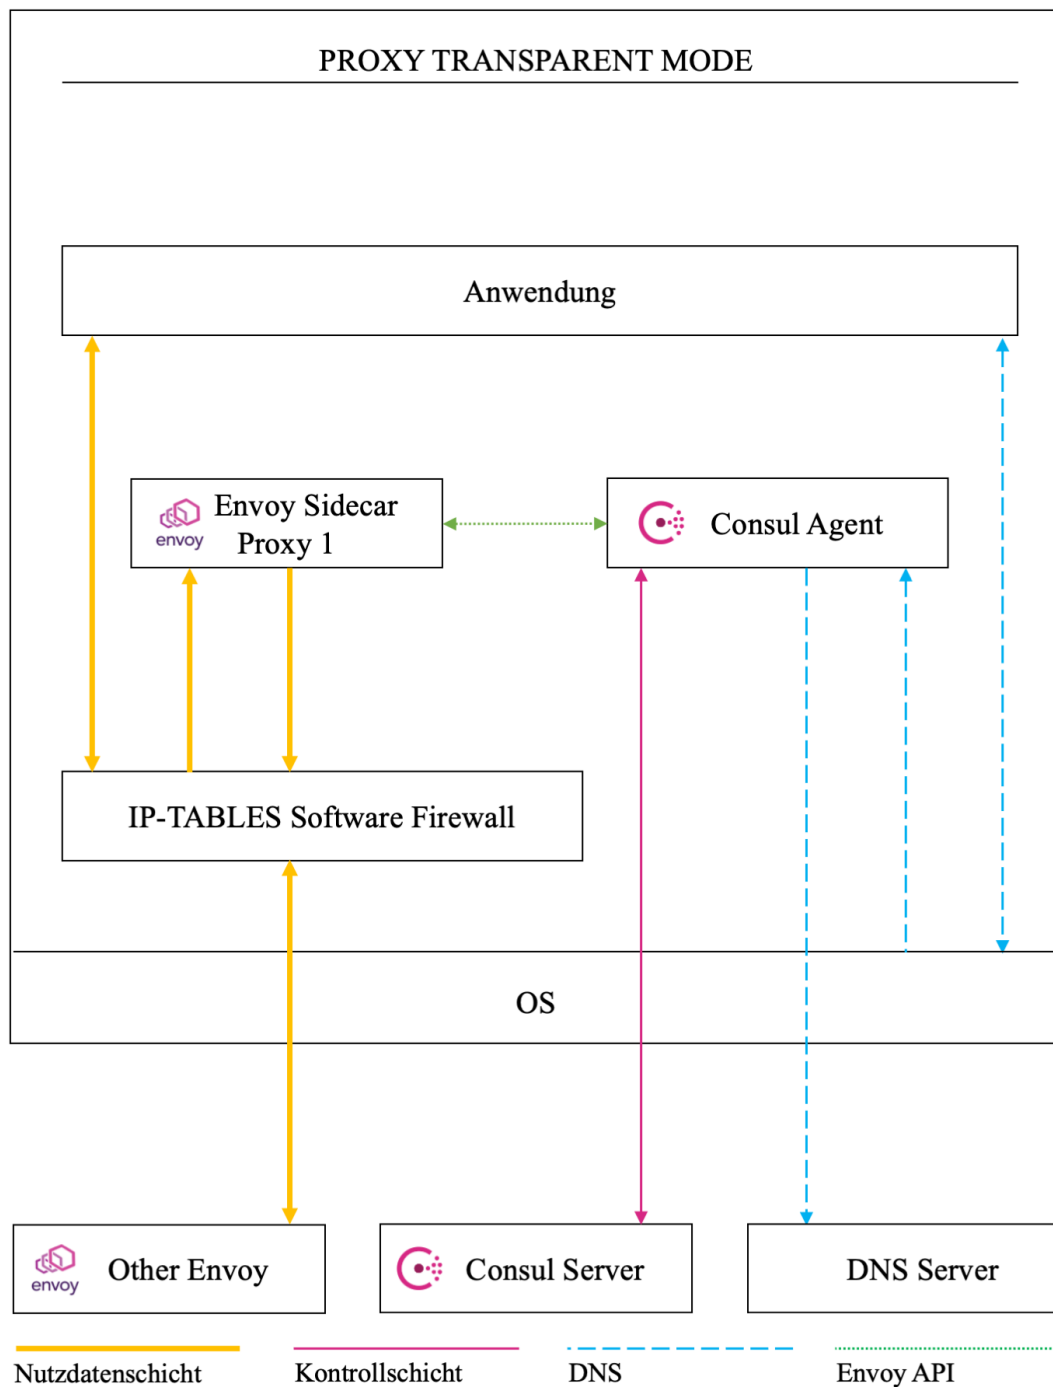 PROXY TRANSPARENT MODE
Anwendung
envoy
Envoy Sidecar
Proxy 1
Consul Agent
IP-TABLES Software Firewall
OS
envoy
Other Envoy
Consul Server
DNS Server
Nutzdatenschicht
Kontrollschicht
DNS
Envoy API